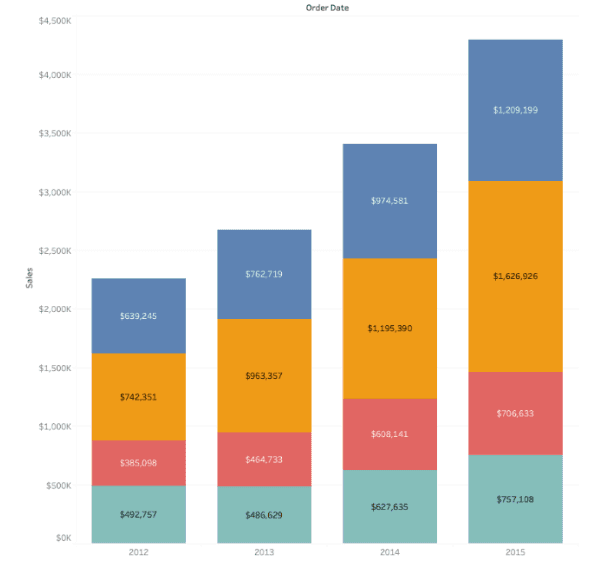 Order Date
$4,500K
$4,000K
$3,500K
$3,000K
$2,500K
$2,000K
$1,500K
$1,000K
$500K
$0K
Sales
$639,245
$742,351
$385,098
$492,757
$762,719
$963,357
$464,733
$486,629
$974,581
$1,195,390
$608,141
$627,635
$1,209,199
$1,626,926
$706,633
$757,108
2012
2013
2014
2015